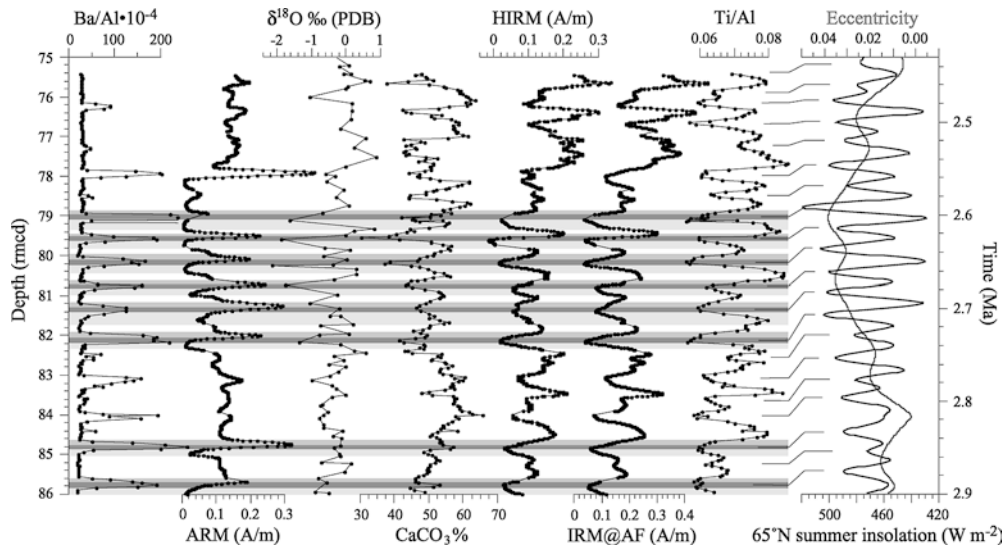 Ba/Al•10-4 δ18O ‰ (PDB) HIRM (A/m) Ti/Al Eccentricity
0 100 200 -2 -1 0 1 0 0.1 0.2 0.3 0.06 0.08 0.04 0.02 0.00
75
76
77
78
79
80
81
82
83
84
85
86
Depth (rmcd)
2.5
2.6
2.7
2.8
2.9
Time (Ma)
0 0.1 0.2 0.3 40 50 60 70 0 0.1 0.2 0.3 0.4 500 460 420
ARM (A/m) CaCO3% IRM@AF (A/m) 65°N summer insolation (W m-2)